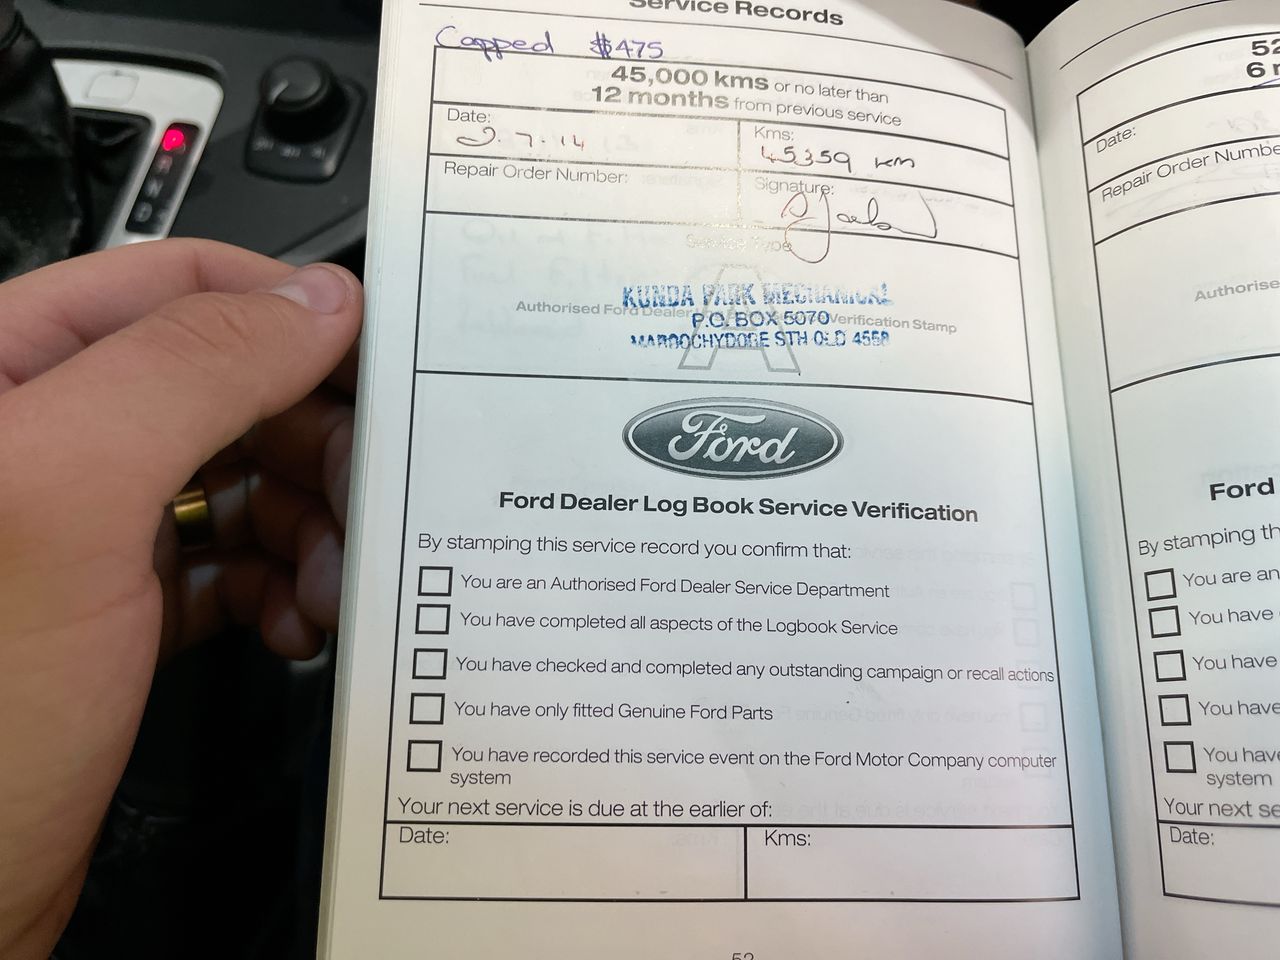 Service Records
Capped $475
45,000 kms or no later than
12 months from previous service
Date:
2.7.14
Kms:
45359 km
Repair Order Number:
Signature:
Service Type
A
Authorised Ford Dealer Verification Stamp
KUNDA PARK MECHANICAL
P.O. BOX 5070
MAROOCHYDORE STH QLD 4558
Ford
Ford Dealer Log Book Service Verification
By stamping this service record you confirm that:
You are an Authorised Ford Dealer Service Department
You have completed all aspects of the Logbook Service
You have checked and completed any outstanding campaign or recall actions
You have only fitted Genuine Ford Parts
You have recorded this service event on the Ford Motor Company computer
system
Your next service is due at the earlier of:
Date:
Kms:
52
6
Date:
Repair Order
Authorise
Ford
By stamping
You are an
You have
You have
You have
You have
system
Your next
Date:
N
D